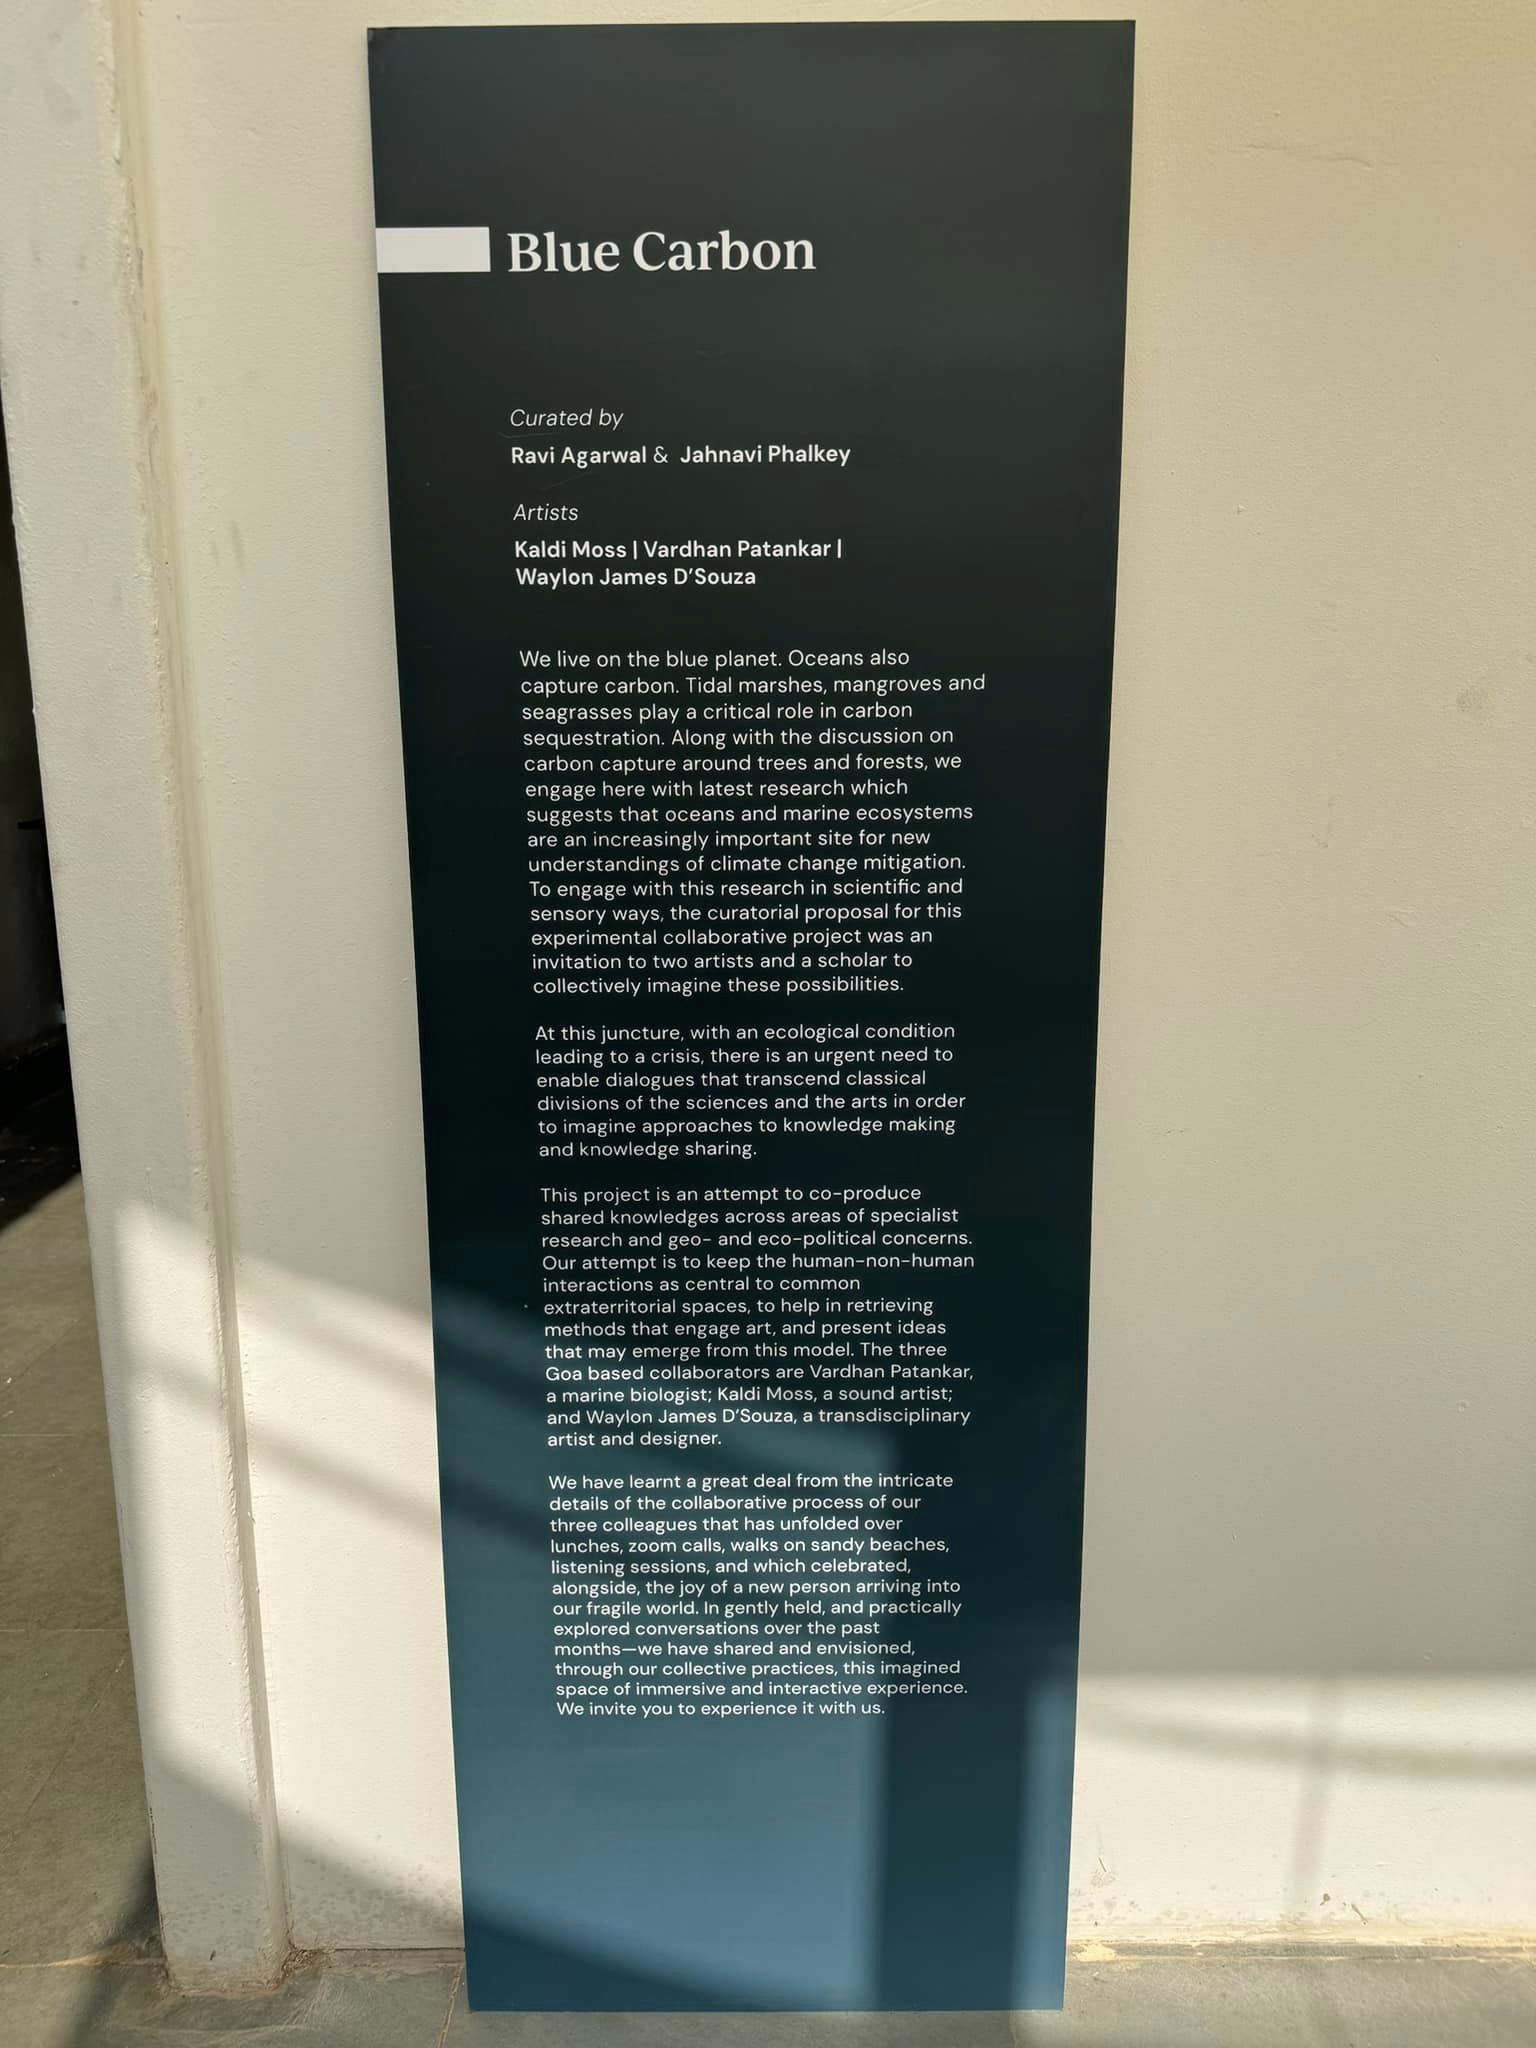 Blue Carbon
Curated by
Ravi Agarwal & Jahnavi Phalkey
Artists
Kaldi Moss | Vardhan Patankar |
Waylon James D’Souza
We live on the blue planet. Oceans also
capture carbon. Tidal marshes, mangroves and
seagrasses play a critical role in carbon
sequestration. Along with the discussion on
carbon capture around trees and forests, we
engage here with latest research which
suggests that oceans and marine ecosystems
are an increasingly important site for new
understandings of climate change mitigation.
To engage with this research in scientific and
sensory ways, the curatorial proposal for this
experimental collaborative project was an
invitation to two artists and a scholar to
collectively imagine these possibilities.
At this juncture, with an ecological condition
leading to a crisis, there is an urgent need to
enable dialogues that transcend classical
divisions of the sciences and the arts in order
to imagine approaches to knowledge making
and knowledge sharing.
This project is an attempt to co-produce
shared knowledges across areas of specialist
research and geo- and eco-political concerns.
Our attempt is to keep the human-non-human
interactions as central to common
extraterritorial spaces, to help in retrieving
methods that engage art, and present ideas
that may emerge from this model. The three
Goa based collaborators are Vardhan Patankar,
a marine biologist; Kaldi Moss, a sound artist;
and Waylon James D’Souza, a transdisciplinary
artist and designer.
We have learnt a great deal from the intricate
details of the collaborative process of our
three colleagues that has unfolded over
lunches, zoom calls, walks on sandy beaches,
listening sessions, and which celebrated,
alongside, the joy of a new person arriving into
our fragile world. In gently held, and practically
explored conversations over the past
months—we have shared and envisioned,
through our collective practices, this imagined
space of immersive and interactive experience.
We invite you to experience it with us.